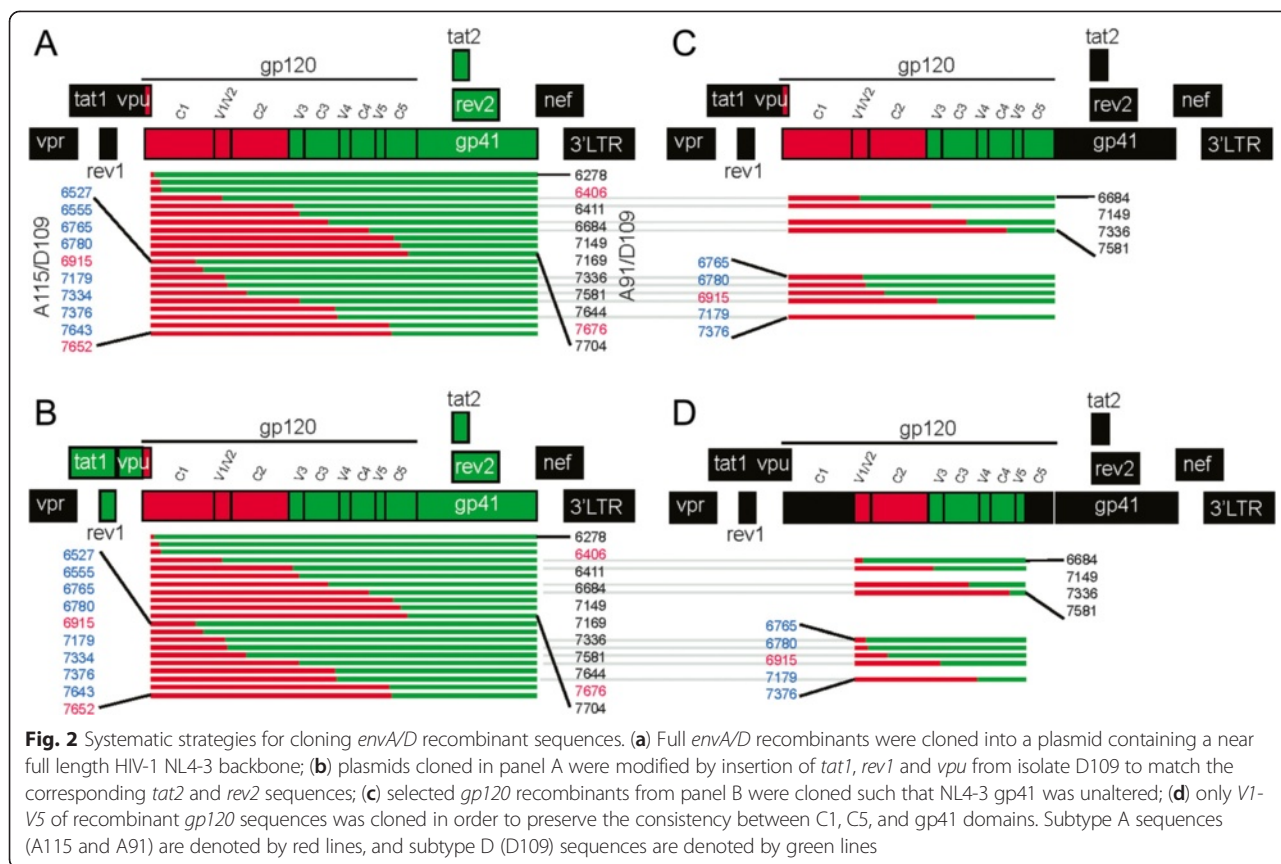 A
tat2
gp120
tat1 vpu
C1
V1/V2
C2
V3
C3
V4
C4
V5
C5
rev2
nef
vpr
gp41
3'LTR
rev1
A115/D109
6527
6555
6765
6780
6915
7179
7334
7376
7643
7652
6278
6406
6411
6684
7149
7169
7336
7581
7644
7676
7704
C
tat2
gp120
tat1 vpu
C1
V1/V2
C2
V3
C3
V4
C4
V5
C5
rev2
nef
vpr
gp41
3'LTR
rev1
A91/D109
6684
7149
7336
7581
6765
6780
6915
7179
7376
B
tat2
gp120
tat1 vpu
C1
V1/V2
C2
V3
C3
V4
C4
V5
C5
rev2
nef
vpr
gp41
3'LTR
rev1
6527
6555
6765
6780
6915
7179
7334
7376
7643
7652
6278
6406
6411
6684
7149
7169
7336
7581
7644
7676
7704
D
tat2
gp120
tat1 vpu
C1
V1/V2
C2
V3
C3
V4
C4
V5
C5
rev2
nef
vpr
gp41
3'LTR
rev1
6684
7149
7336
7581
6765
6780
6915
7179
7376
Fig. 2 Systematic strategies for cloning envA/D recombinant sequences. (a) Full envA/D recombinants were cloned into a plasmid containing a near
full length HIV-1 NL4-3 backbone; (b) plasmids cloned in panel A were modified by insertion of tat1, rev1 and vpu from isolate D109 to match the
corresponding tat2 and rev2 sequences; (c) selected gp120 recombinants from panel B were cloned such that NL4-3 gp41 was unaltered; (d) only V1-
V5 of recombinant gp120 sequences was cloned in order to preserve the consistency between C1, C5, and gp41 domains. Subtype A sequences
(A115 and A91) are denoted by red lines, and subtype D (D109) sequences are denoted by green lines